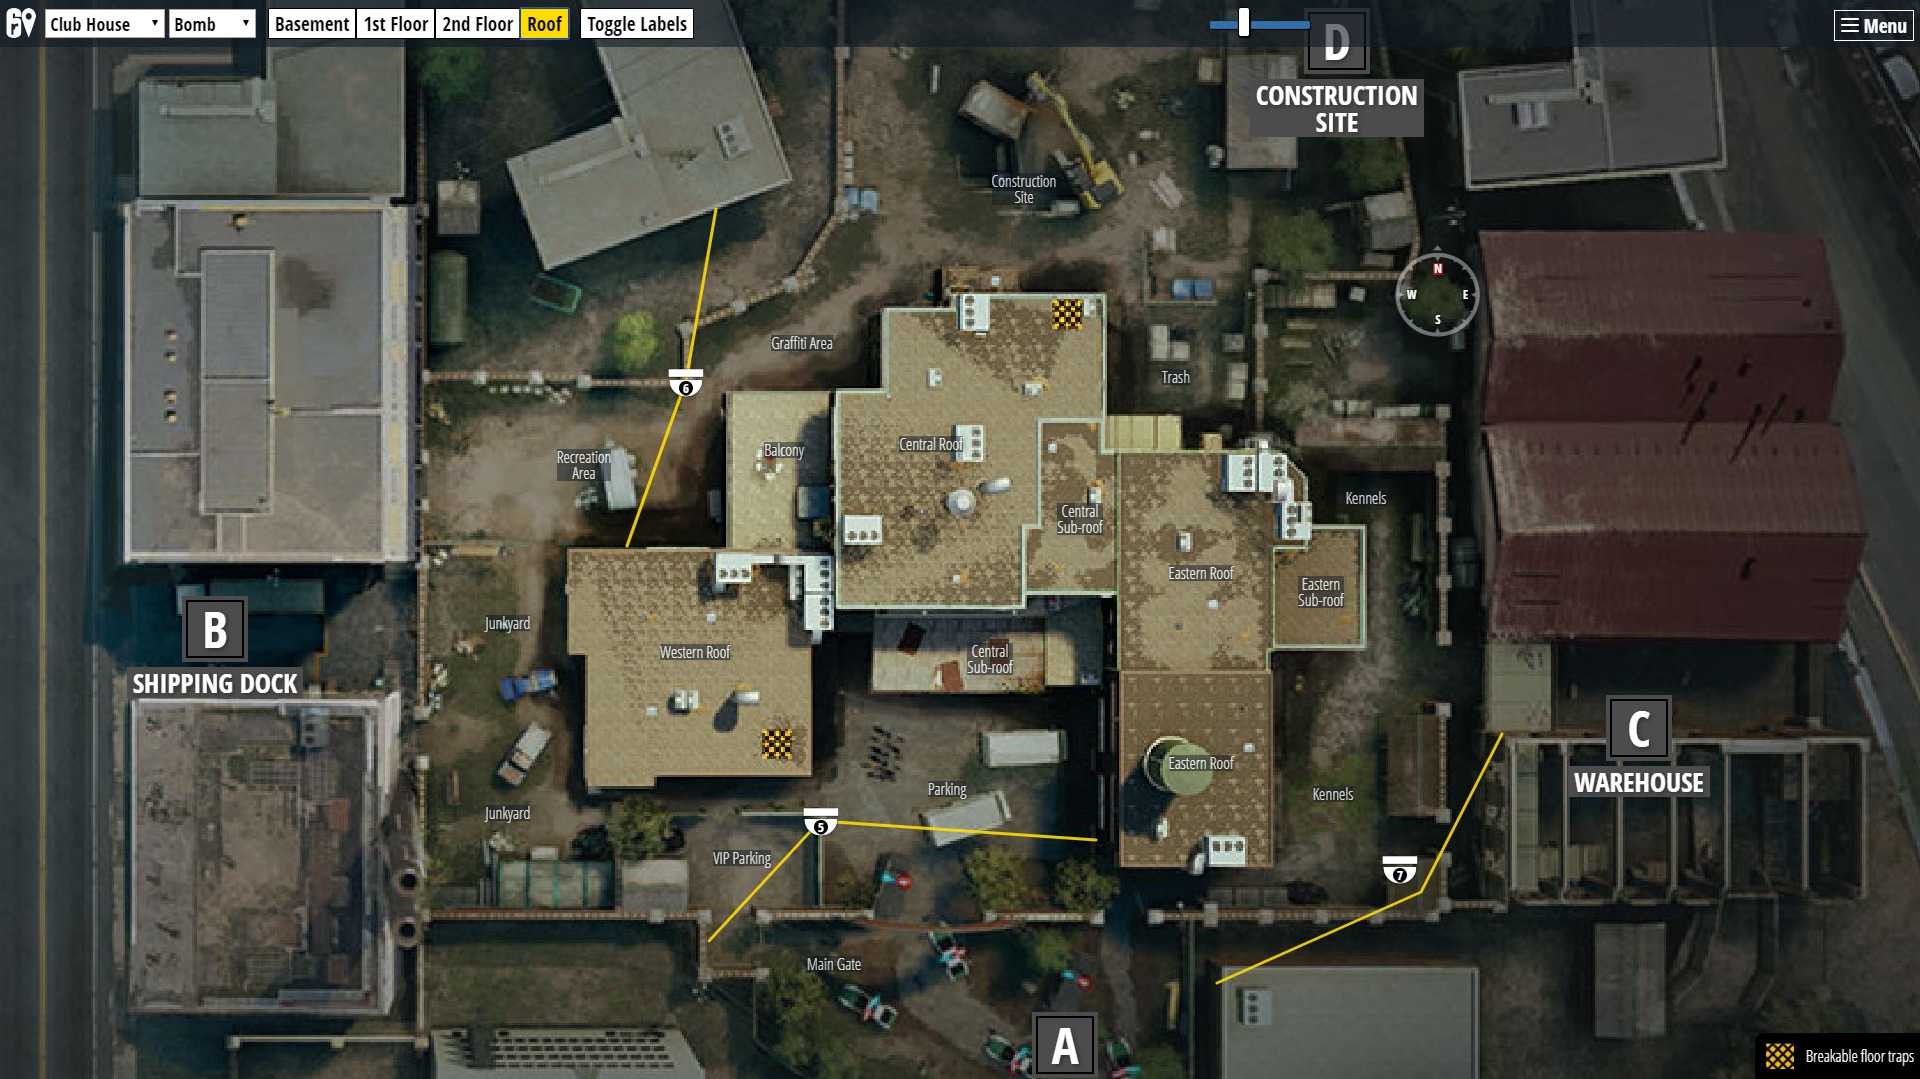 Club House
Bomb
Basement
1st Floor
2nd Floor
Roof
Toggle Labels
Menu
D
CONSTRUCTION
SITE
Construction
Site
N
W
E
S
Graffiti Area
Trash
6
Recreation
Area
Balcony
Central Roof
Central
Sub-roof
Kennels
Eastern Roof
Eastern
Sub-roof
B
SHIPPING DOCK
Junkyard
Western Roof
Central
Sub-roof
C
WAREHOUSE
Eastern Roof
Parking
Kennels
Junkyard
5
VIP Parking
7
Main Gate
A
Breakable floor traps